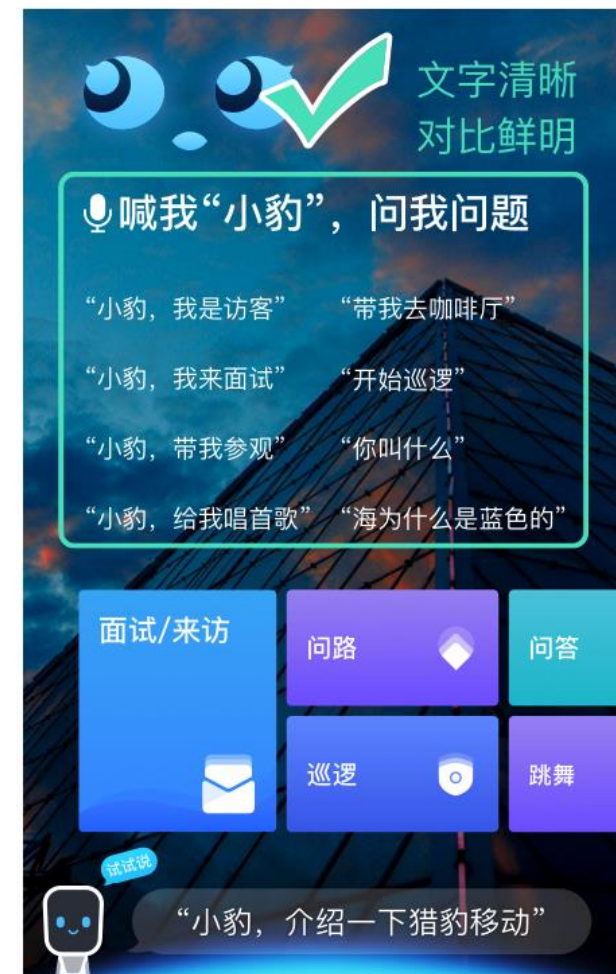 文字清晰
对比鲜明
喊我“小豹”，问我问题
“小豹，我是访客” “带我去咖啡厅”
“小豹，我来面试” “开始巡逻”
“小豹，带我参观” “你叫什么”
“小豹，给我唱首歌” “海为什么是蓝色的”
面试/来访
问路
问答
巡逻
跳舞
试试说
“小豹，介绍一下猎豹移动”